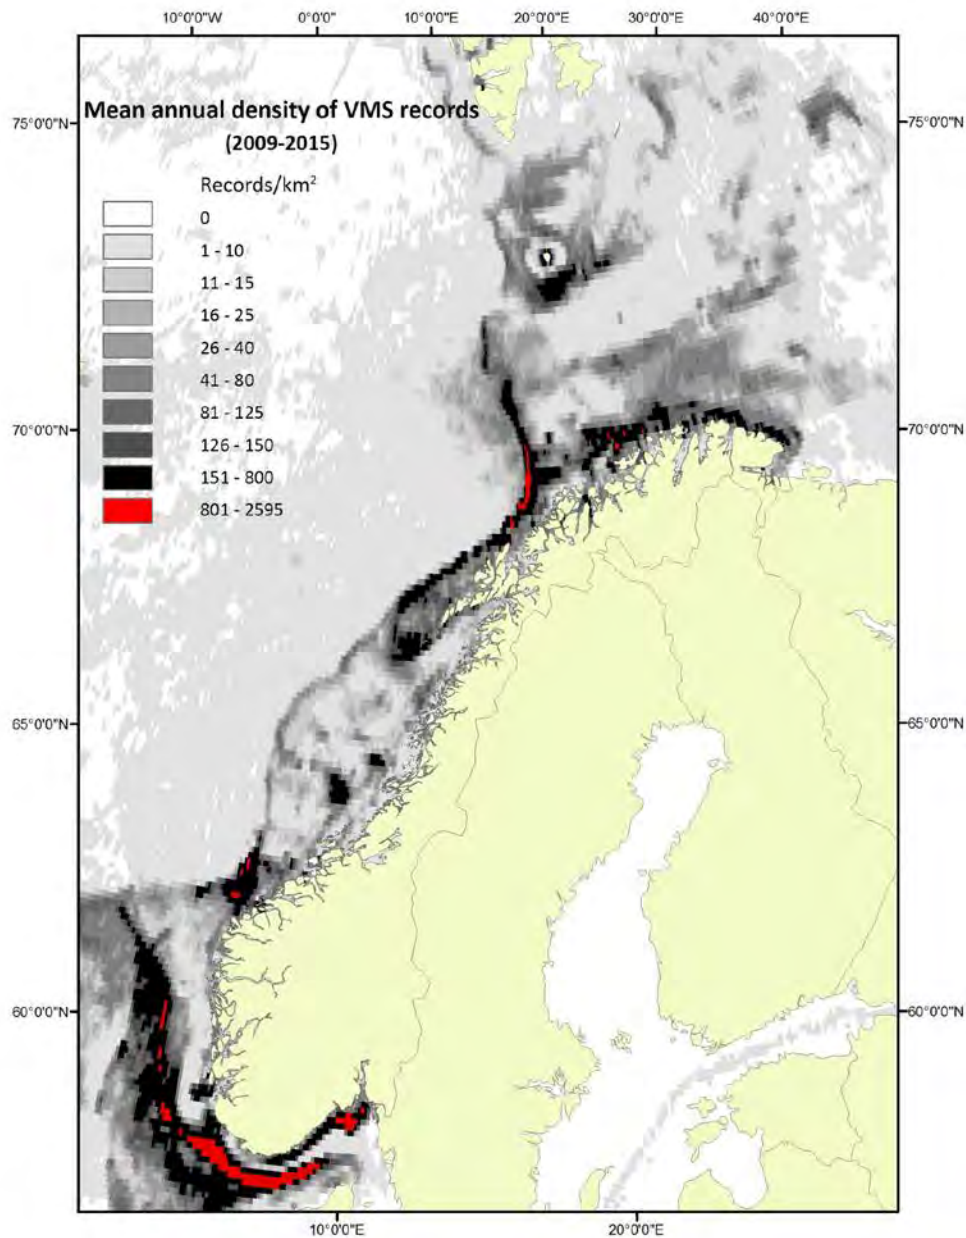 10°0'0"W 0°0'0" 10°0'0"E 20°0'0"E 30°0'0"E 40°0'0"E
Mean annual density of VMS records
(2009-2015)
75°0'0"N 75°0'0"N
Records/km²
0
1 - 10
11 - 15
16 - 25
26 - 40
41 - 80
81 - 125
126 - 150
151 - 800
801 - 2595
70°0'0"N 70°0'0"N
65°0'0"N 65°0'0"N
60°0'0"N 60°0'0"N
10°0'0"E 20°0'0"E